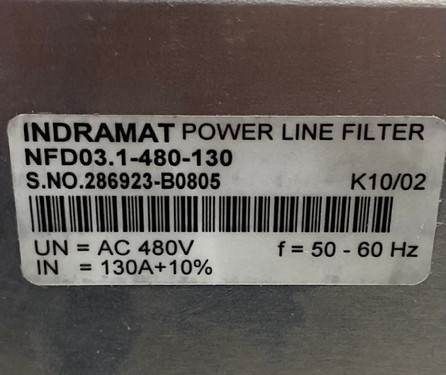 INDRAMAT POWER LINE FILTER
NFD03.1-480-130
S.NO.286923-B0805 K10/02
UN = AC 480V f = 50 - 60 Hz
IN = 130A+10%